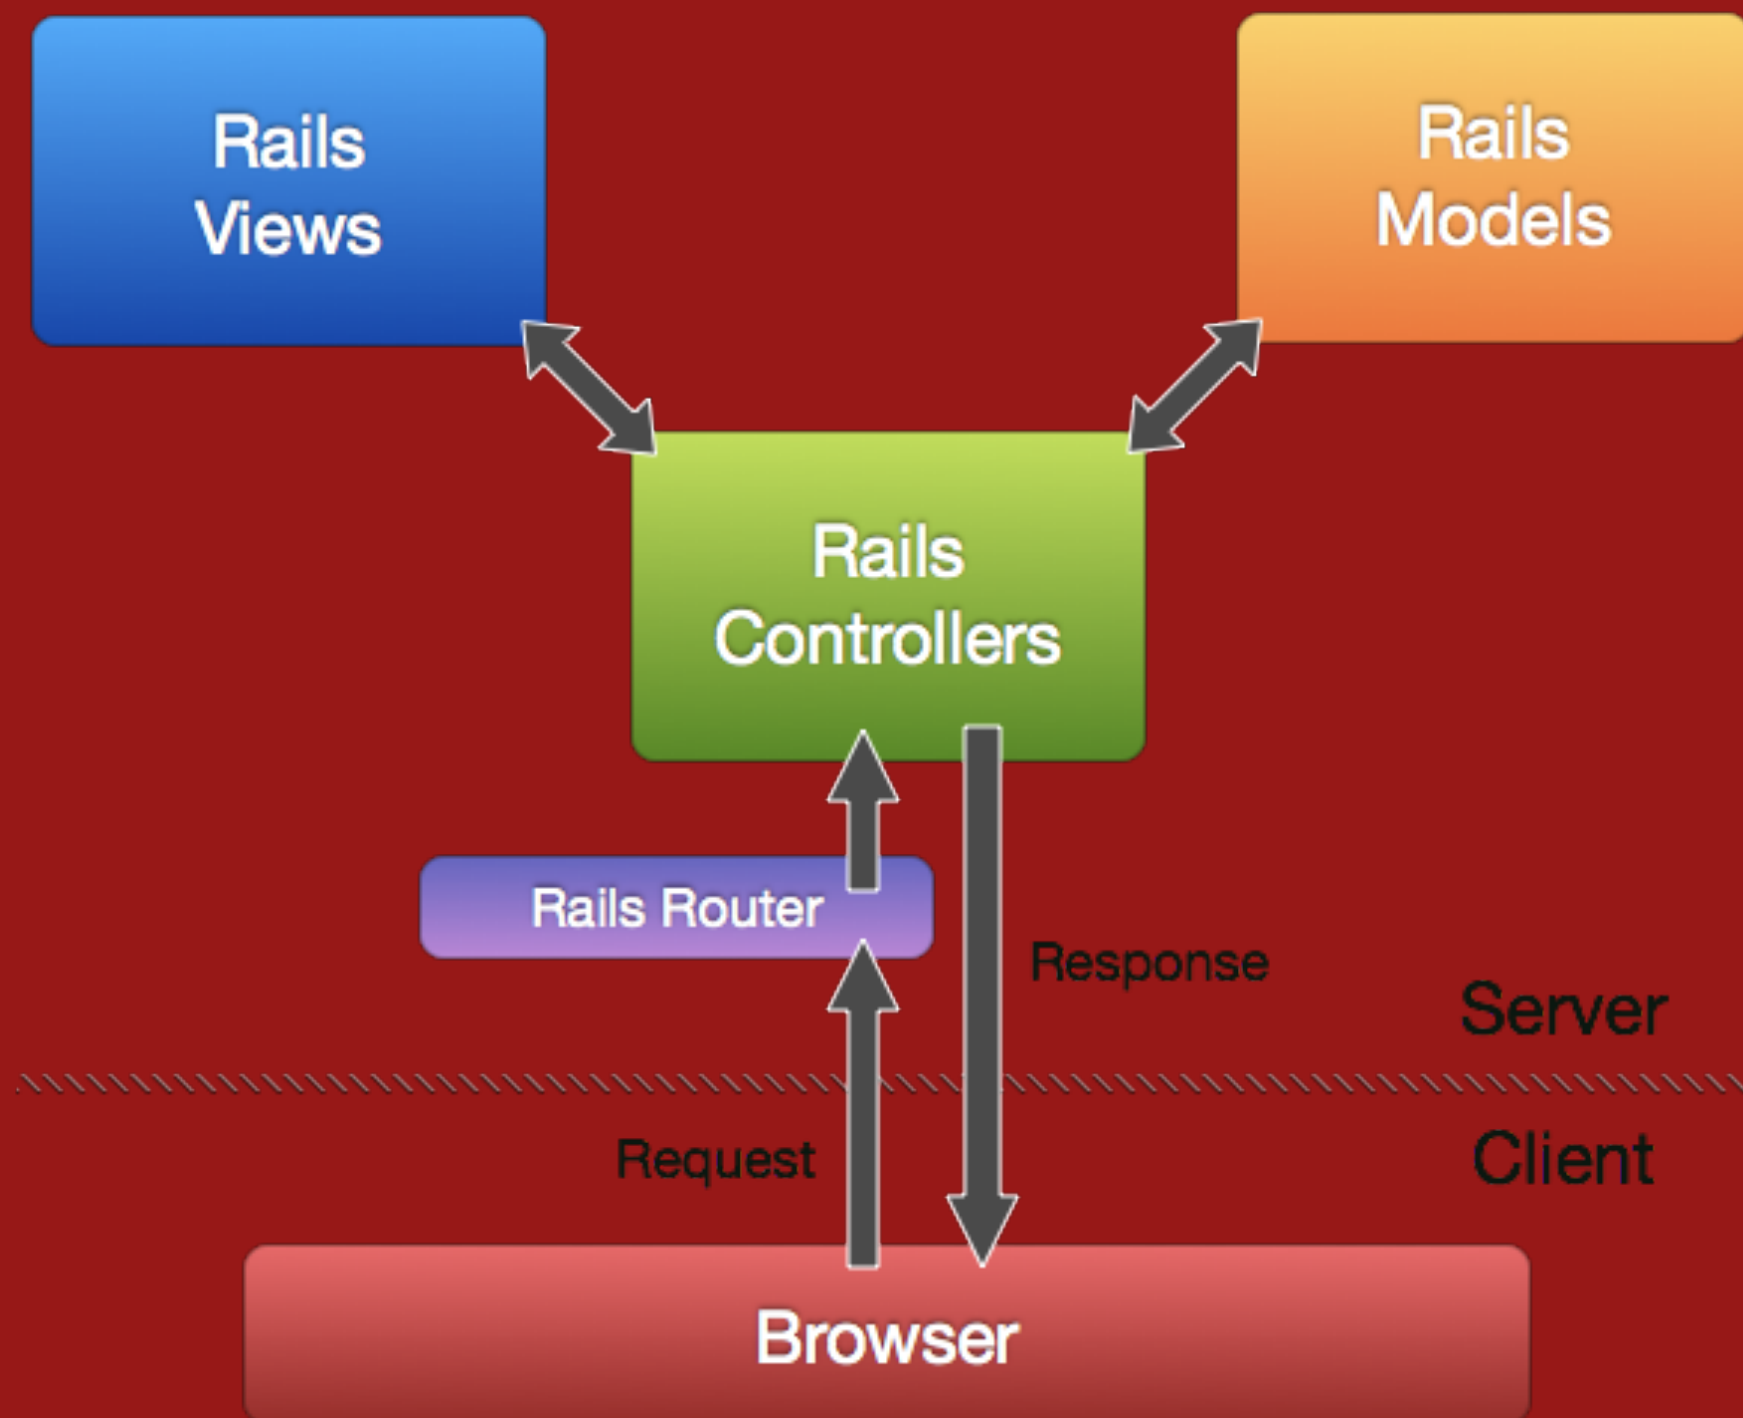 Rails
Views
Rails
Models
Rails
Controllers
Rails Router
Response
Server
Request
Client
Browser